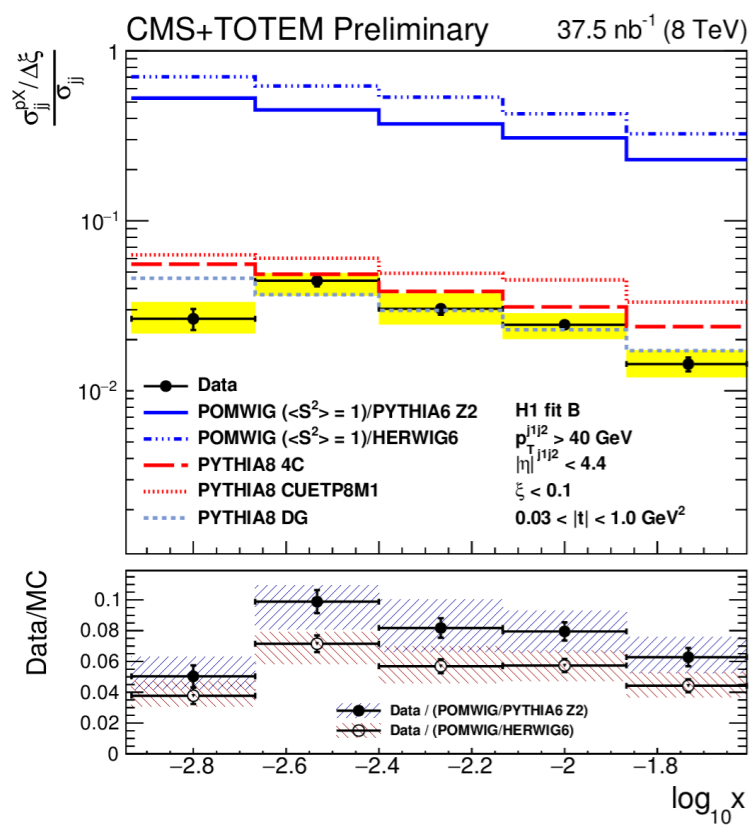 CMS+TOTEM Preliminary 37.5 nb⁻¹ (8 TeV)
σ_jj^pX/Δξ
σ_jj
1
10⁻¹
10⁻²
Data
POMWIG (<S²> = 1)/PYTHIA6 Z2
POMWIG (<S²> = 1)/HERWIG6
PYTHIA8 4C
PYTHIA8 CUETP8M1
PYTHIA8 DG
H1 fit B
p_T^j1j2 > 40 GeV
|η|^j1j2 < 4.4
ξ < 0.1
0.03 < |t| < 1.0 GeV²
Data/MC
0.1
0.08
0.06
0.04
0.02
0
Data / (POMWIG/PYTHIA6 Z2)
Data / (POMWIG/HERWIG6)
−2.8 −2.6 −2.4 −2.2 −2 −1.8
log₁₀x